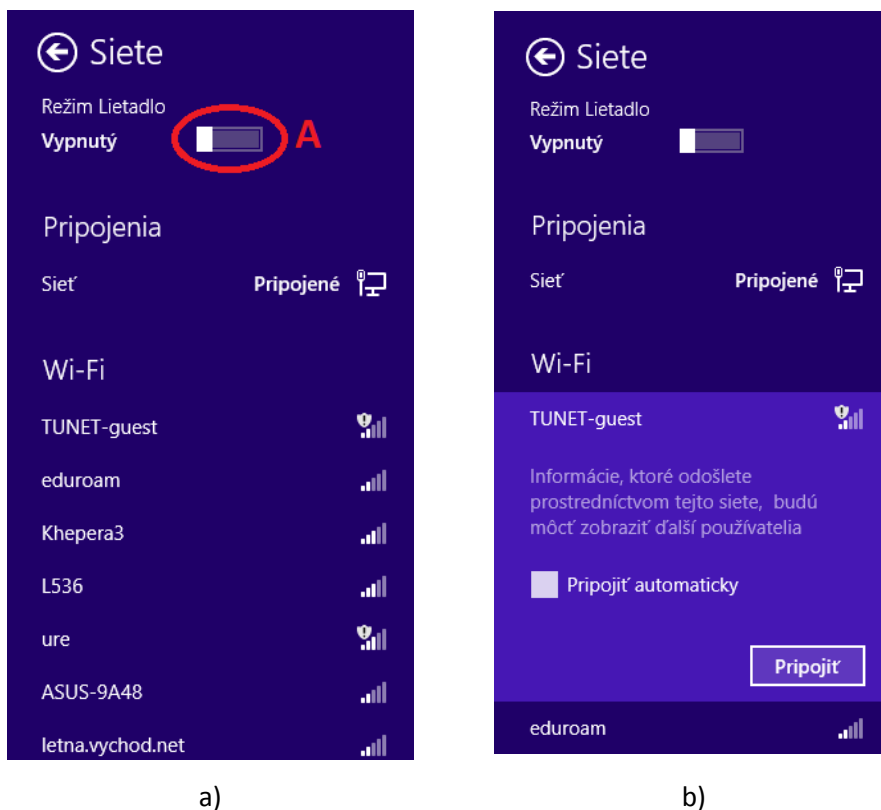 Siete
Režim Lietadlo
Vypnutý
A
Pripojenia
Sieť Pripojené
Wi-Fi
TUNET-guest
eduroam
Khepera3
L536
ure
ASUS-9A48
letna.vychod.net
a)
Siete
Režim Lietadlo
Vypnutý
Pripojenia
Sieť Pripojené
Wi-Fi
TUNET-guest
Informácie, ktoré odošlete
prostredníctvom tejto siete, budú
môcť zobraziť ďalší používatelia
Pripojiť automaticky
Pripojiť
eduroam
b)